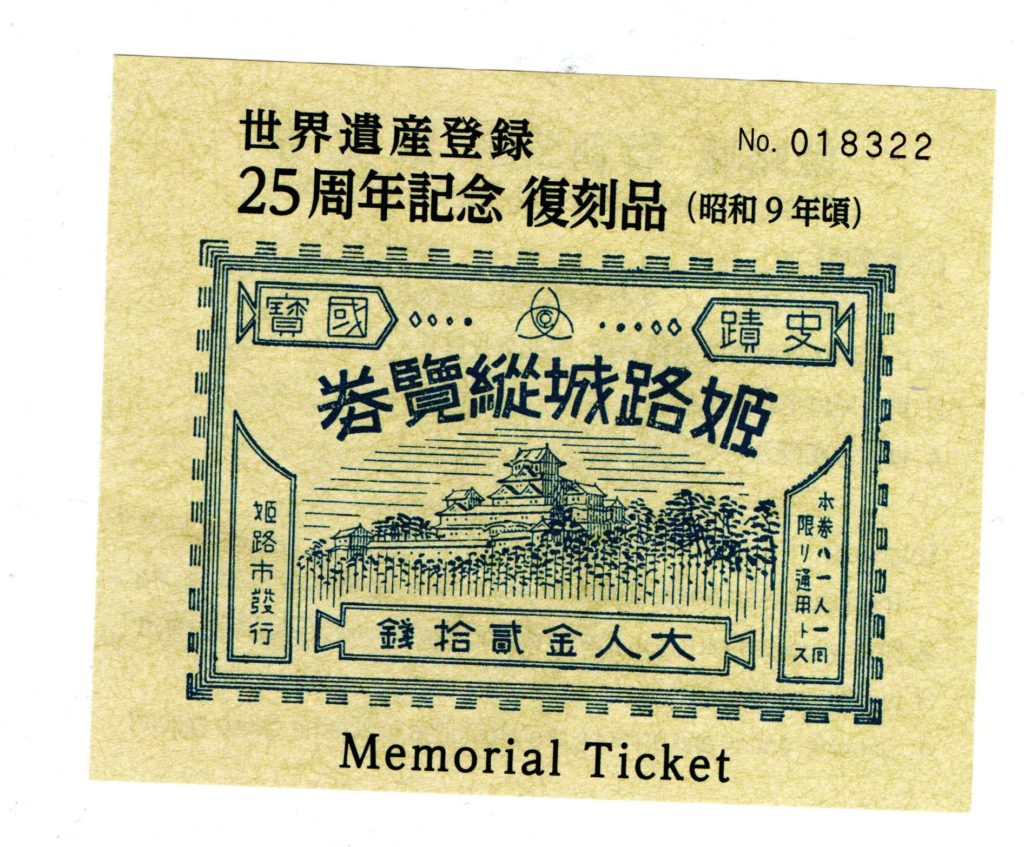 世界遺産登録
No. 018322
25周年記念 復刻品（昭和9年頃）
史蹟
國寶
姫路城縦覽券
本券ハ一人一囘
限リ通用トス
姫路市發行
大人金貳拾錢
Memorial Ticket